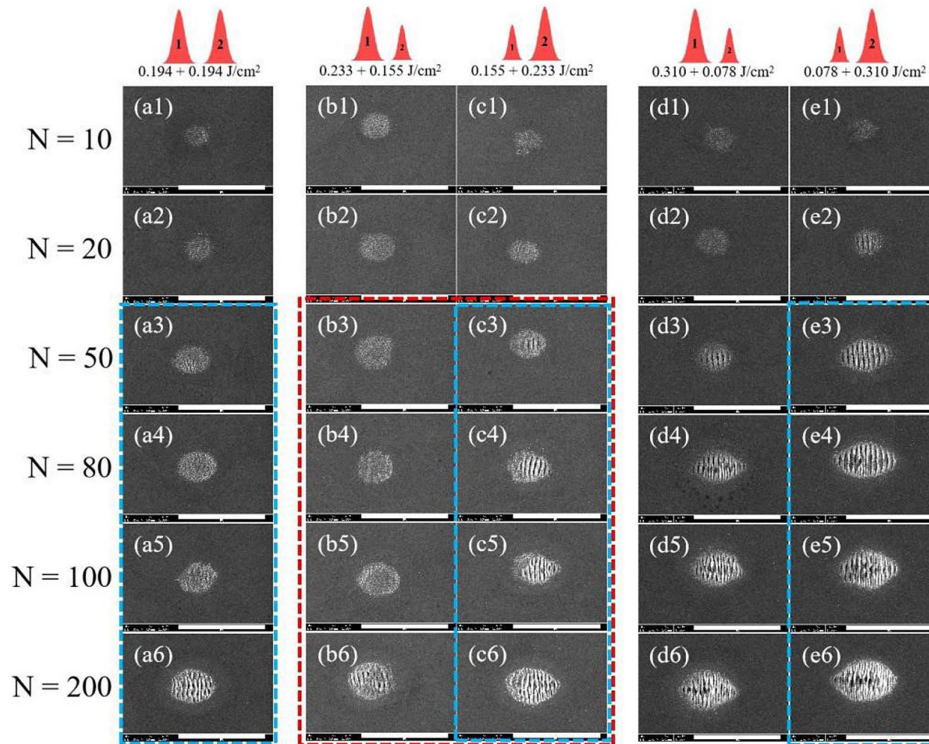 1 2 1 2 1 2 1 2 1 2
0.194 + 0.194 J/cm² 0.233 + 0.155 J/cm² 0.155 + 0.233 J/cm² 0.310 + 0.078 J/cm² 0.078 + 0.310 J/cm²
N = 10 (a1) (b1) (c1) (d1) (e1)
N = 20 (a2) (b2) (c2) (d2) (e2)
N = 50 (a3) (b3) (c3) (d3) (e3)
N = 80 (a4) (b4) (c4) (d4) (e4)
N = 100 (a5) (b5) (c5) (d5) (e5)
N = 200 (a6) (b6) (c6) (d6) (e6)